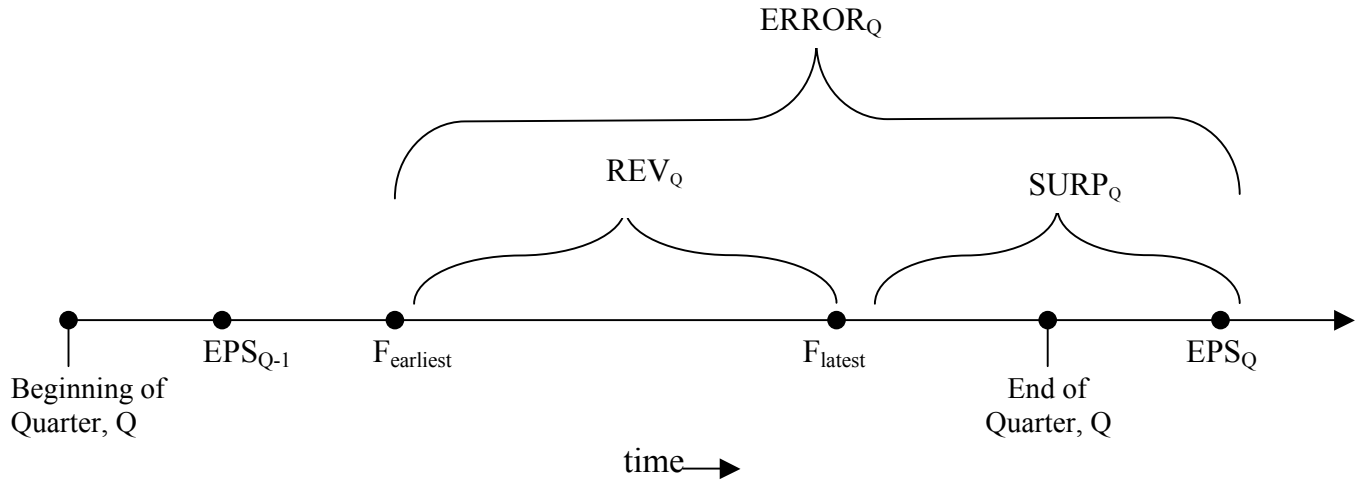 ERROR_Q
REV_Q
SURP_Q
EPS_Q-1
F_earliest
F_latest
EPS_Q
Beginning of
Quarter, Q
End of
Quarter, Q
time